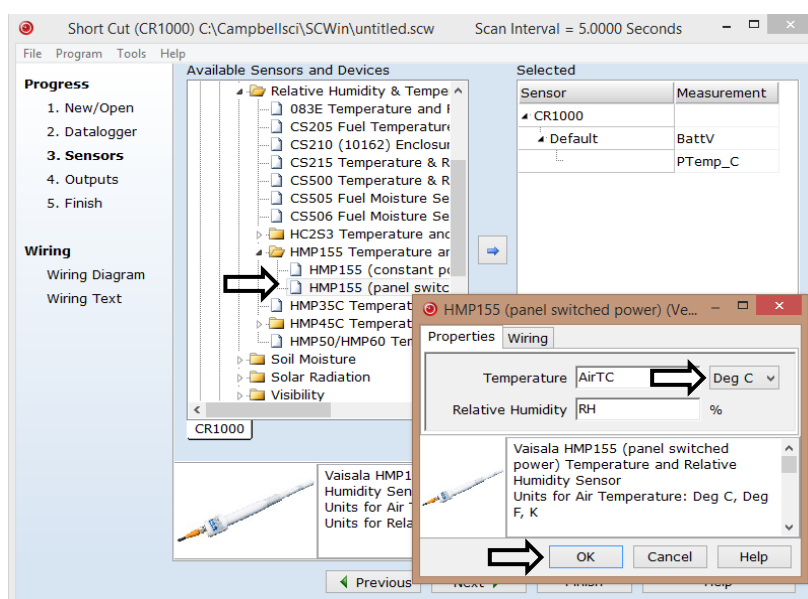 Short Cut (CR1000) C:\Campbellsci\SCWin\untitled.scw Scan Interval = 5.0000 Seconds
File Program Tools Help
Progress
1. New/Open
2. Datalogger
3. Sensors
4. Outputs
5. Finish
Wiring
Wiring Diagram
Wiring Text
Available Sensors and Devices
Relative Humidity & Tempe
083E Temperature and
CS205 Fuel Temperature
CS210 (10162) Enclosur
CS215 Temperature & R
CS500 Temperature & R
CS505 Fuel Moisture Se
CS506 Fuel Moisture Se
HC2S3 Temperature and
HMP155 Temperature ar
HMP155 (constant po
HMP155 (panel switc
HMP35C Temperat
HMP45C Temperat
HMP50/HMP60 Ter
Soil Moisture
Solar Radiation
Visibility
CR1000
Selected
Sensor Measurement
CR1000
Default BattV
PTemp_C
Vaisala HMP1
Humidity Sen
Units for Air
Units for Rela
Previous Next Finish Help
HMP155 (panel switched power) (Ve...
Properties Wiring
Temperature AirTC Deg C
Relative Humidity RH %
Vaisala HMP155 (panel switched
power) Temperature and Relative
Humidity Sensor
Units for Air Temperature: Deg C, Deg
F, K
OK Cancel Help